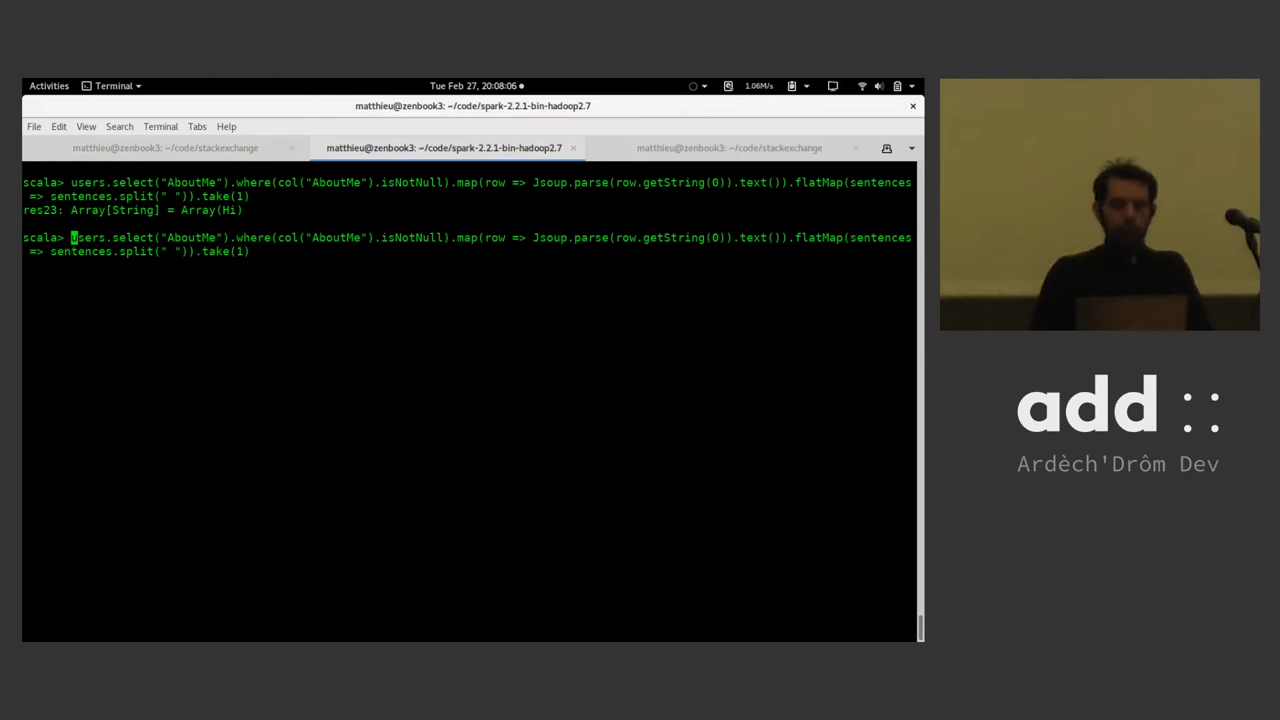 Activities
Terminal
Tue Feb 27, 20:08:06
1.06M/s
matthieu@zenbook3: ~/code/spark-2.2.1-bin-hadoop2.7
File Edit View Search Terminal Tabs Help
matthieu@zenbook3: ~/code/stackexchange
matthieu@zenbook3: ~/code/spark-2.2.1-bin-hadoop2.7
matthieu@zenbook3: ~/code/stackexchange
scala> users.select("AboutMe").where(col("AboutMe").isNotNull).map(row => Jsoup.parse(row.getString(0)).text()).flatMap(sentences
=> sentences.split(" ")).take(1)
res23: Array[String] = Array(Hi)
scala> users.select("AboutMe").where(col("AboutMe").isNotNull).map(row => Jsoup.parse(row.getString(0)).text()).flatMap(sentences
=> sentences.split(" ")).take(1)
add ::
Ardèch'Drôm Dev